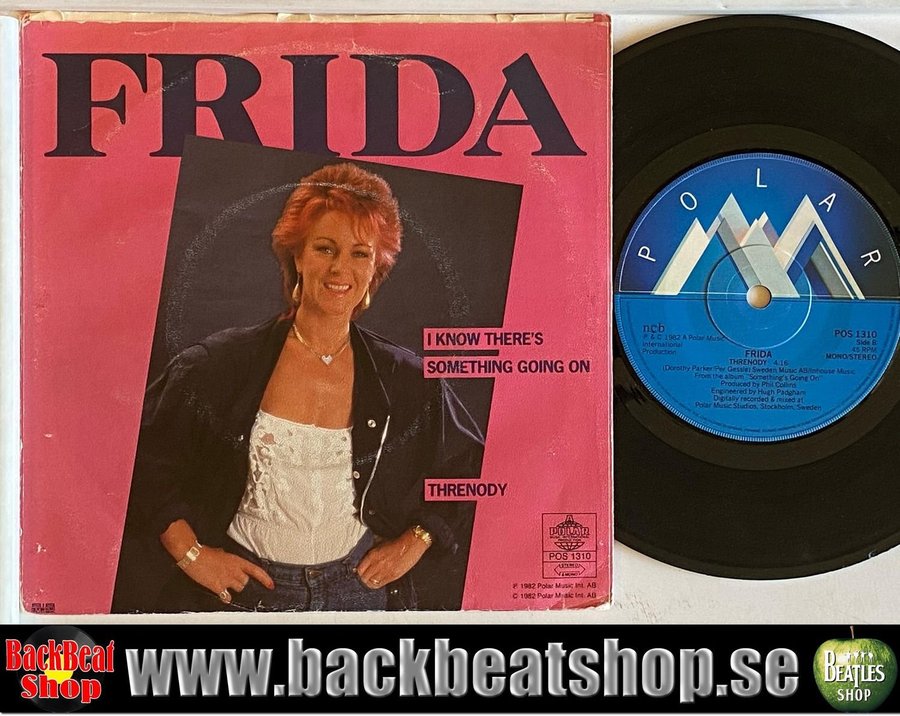 FRIDA
I KNOW THERE'S
SOMETHING GOING ON
THRENODY
A
POLAR
POS 1310
STEREO
& MONO
℗ 1982 Polar Music Int. AB
© 1982 Polar Music Int. AB
POLAR
ncb
℗ & © 1982 A Polar Music
International
Production
POS 1310
Side B
45 RPM
MONO/STEREO
FRIDA
THRENODY 4.16
(Dorothy Parker/Per Gessle) Sweden Music AB/Inhouse Music
From the album "Something's Going On"
Produced by Phil Collins
Engineered by Hugh Padgham
Digitally recorded & mixed at
Polar Music Studios, Stockholm, Sweden
BackBeat
Shop
www.backbeatshop.se
BEATLES
SHOP